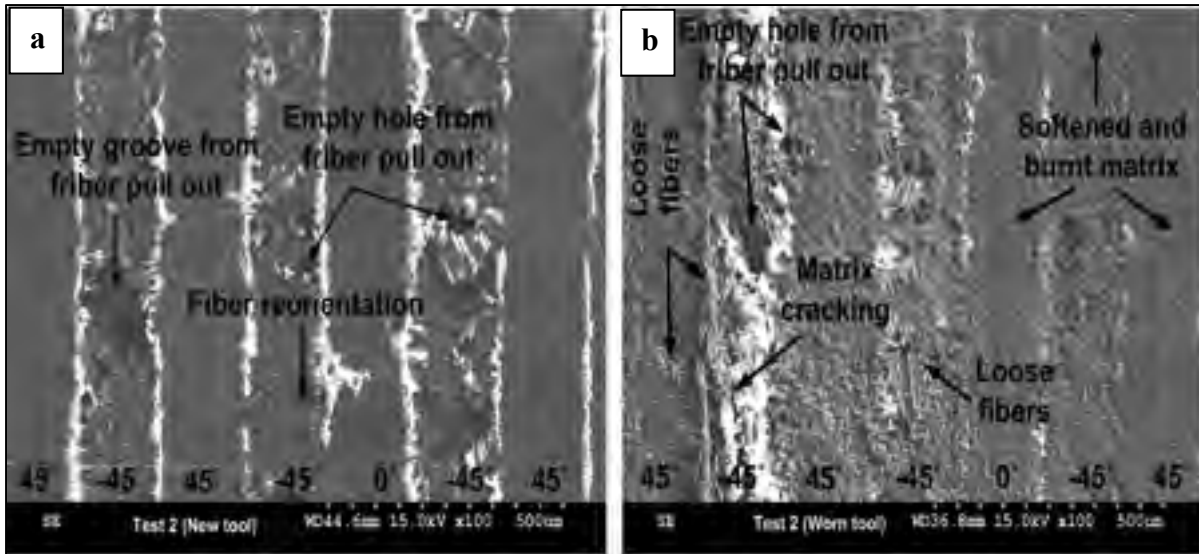 a
Empty groove from
friber pull out
Empty hole from
friber pull out
Fiber reorientation
45 -45 45 -45 0 -45 45
SE Test 2 (New tool) WD44.6mm 15.0kV x100 500um
b
Empty hole from
friber pull out
Loose
fibers
Softened and
burnt matrix
Matrix
cracking
Loose
fibers
45 -45 45 -45 0 -45 45
SE Test 2 (Worn tool) WD36.8mm 15.0kV x100 500um